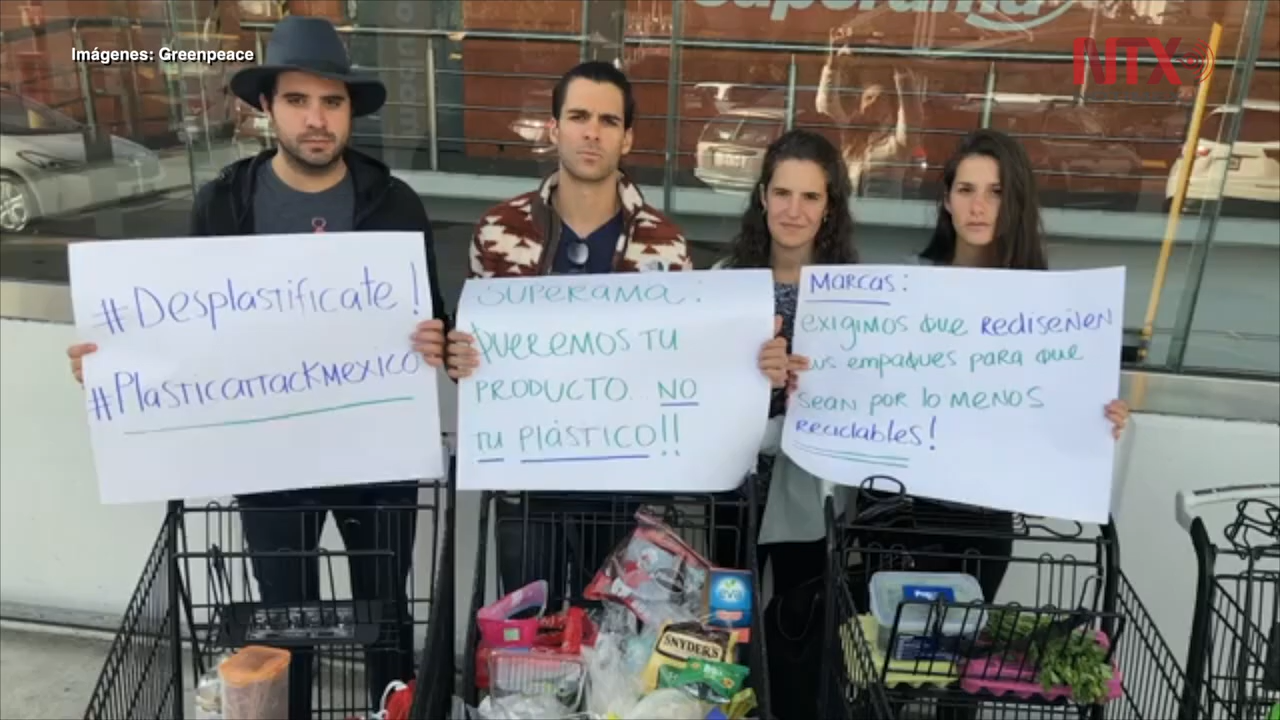 Superama
Imágenes: Greenpeace
NTX
#Desplastificate!
#PlasticattackMexico
SUPERAMA:
QUEREMOS TU
PRODUCTO... NO
TU PLÁSTICO!!
MARCAS:
EXIGIMOS QUE REDISEÑEN
sus EMPAQUES PARA QUE
SEAN POR lo MENOS
RECICLABLES!
SNYDER'S